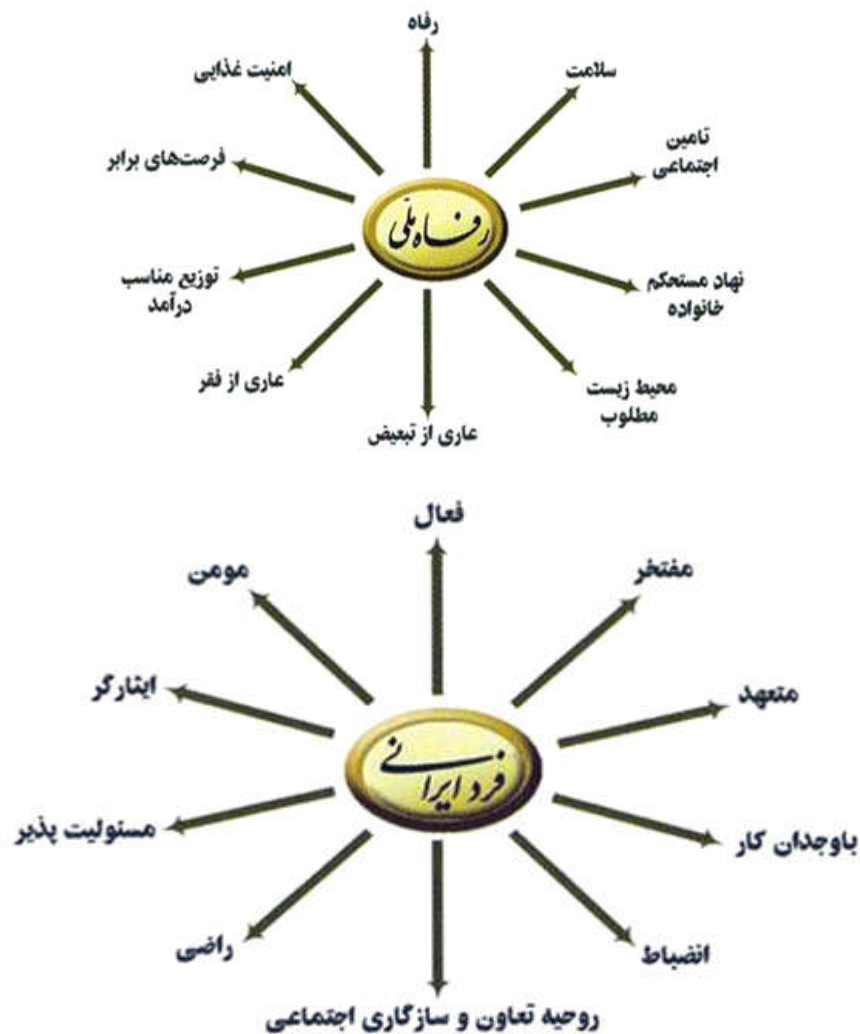 رفاه
سلامت
امنیت غذایی
تامین
اجتماعی
فرصت‌های برابر
رفاه ملّی
نهاد مستحکم
خانواده
توزیع مناسب
درآمد
محیط زیست
مطلوب
عاری از فقر
عاری از تبعیض
فعال
مفتخر
مومن
متعهد
ایثارگر
فرد ایرانی
باوجدان کار
مسئولیت پذیر
انضباط
راضی
روحیه تعاون و سازگاری اجتماعی